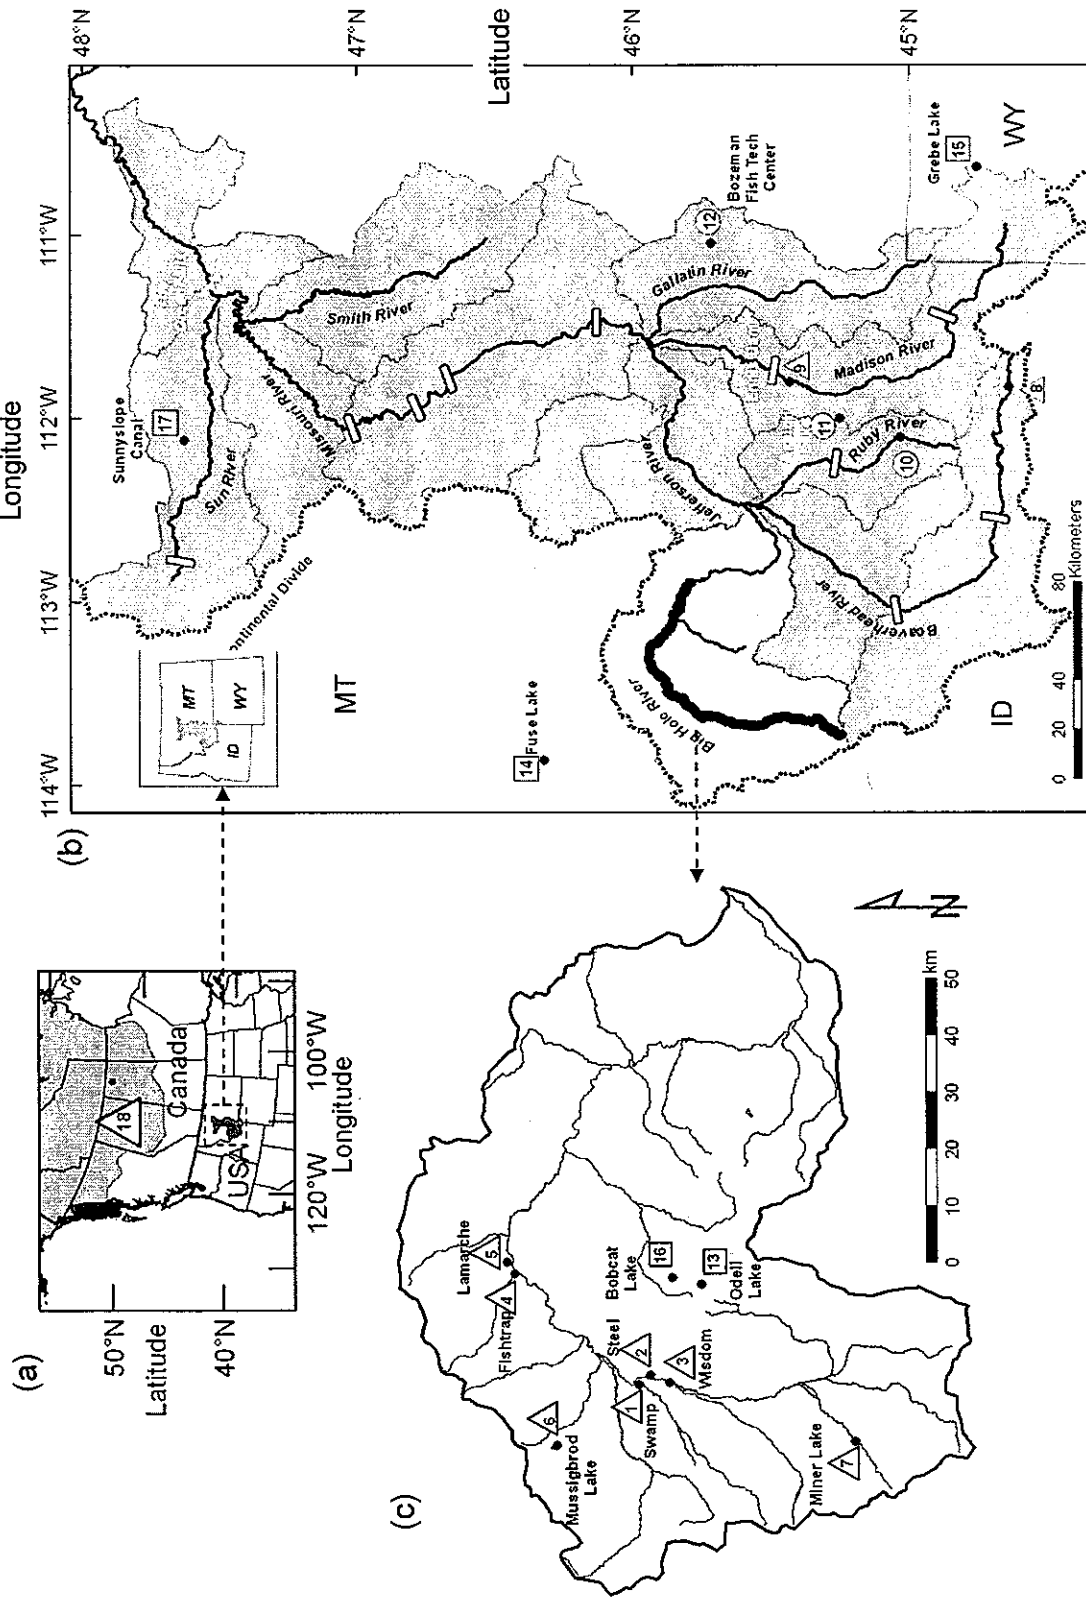 (a)
50°N
40°N
Latitude
120°W
100°W
Longitude
Canada
USA
18
(b)
Longitude
114°W
113°W
112°W
111°W
48°N
47°N
46°N
45°N
Latitude
MT
WY
ID
ontinental Divide
Sunnyslope
Canal
17
Sun River
Missouri River
Smith River
MT
14
Fuse Lake
Big Hole River
Jefferson River
Gallatin River
12
Bozeman
Fish Tech
Center
Madison River
9
11
Ruby River
10
Beaverhead River
8
Grebe Lake
15
WY
ID
0 20 40 80
Kilometers
(c)
Lamarche
5
Fishtrap
4
6
Mussigbrod
Lake
Steel
2
1
Swamp
3
Wisdom
Bobcat
Lake
16
13
Odell
Lake
Miner Lake
7
N
0 10 20 30 40 50 km